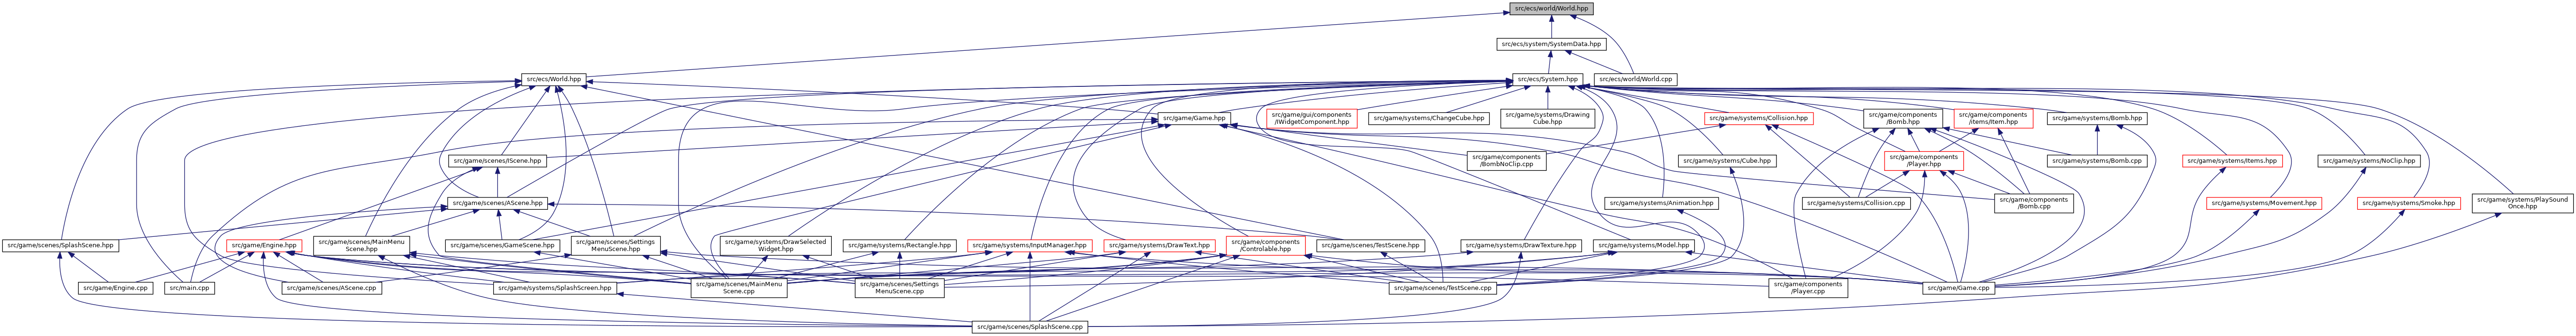 src/ecs/world/World.hpp
src/ecs/system/SystemData.hpp
src/ecs/World.hpp
src/ecs/System.hpp
src/ecs/world/World.cpp
src/game/Game.hpp
src/game/gui/components
/IWidgetComponent.hpp
src/game/systems/ChangeCube.hpp
src/game/systems/Drawing
Cube.hpp
src/game/systems/Collision.hpp
src/game/components
/Bomb.hpp
src/game/components
/items/Item.hpp
src/game/systems/Bomb.hpp
src/game/scenes/IScene.hpp
src/game/components
/BombNoClip.cpp
src/game/systems/Cube.hpp
src/game/components
/Player.hpp
src/game/systems/Bomb.cpp
src/game/systems/Items.hpp
src/game/systems/NoClip.hpp
src/game/scenes/AScene.hpp
src/game/systems/Animation.hpp
src/game/systems/Collision.cpp
src/game/components
/Bomb.cpp
src/game/systems/Movement.hpp
src/game/systems/Smoke.hpp
src/game/systems/PlaySound
Once.hpp
src/game/scenes/SplashScene.hpp
src/game/Engine.hpp
src/game/scenes/MainMenu
Scene.hpp
src/game/scenes/GameScene.hpp
src/game/scenes/Settings
MenuScene.hpp
src/game/systems/DrawSelected
Widget.hpp
src/game/systems/Rectangle.hpp
src/game/systems/InputManager.hpp
src/game/systems/DrawText.hpp
src/game/components
/Controlable.hpp
src/game/scenes/TestScene.hpp
src/game/systems/DrawTexture.hpp
src/game/systems/Model.hpp
src/game/Engine.cpp
src/main.cpp
src/game/scenes/AScene.cpp
src/game/systems/SplashScreen.hpp
src/game/scenes/MainMenu
Scene.cpp
src/game/scenes/Settings
MenuScene.cpp
src/game/scenes/TestScene.cpp
src/game/components
/Player.cpp
src/game/Game.cpp
src/game/scenes/SplashScene.cpp